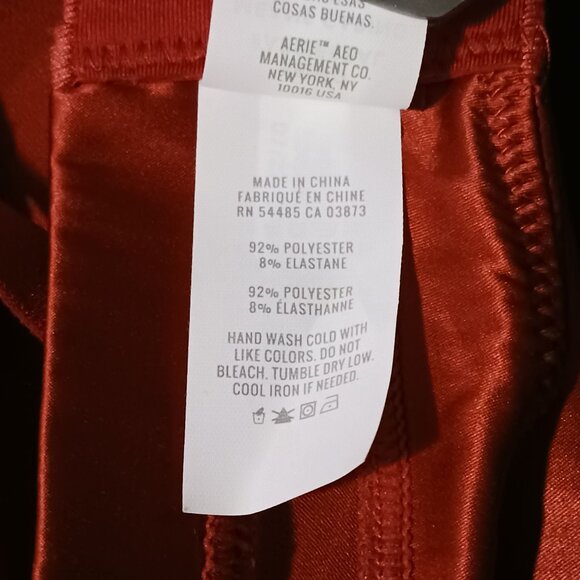 COSAS BUENAS.
AERIE™ AEO
MANAGEMENT CO.
NEW YORK, NY
10016 USA
MADE IN CHINA
FABRIQUÉ EN CHINE
RN 54485 CA 03873
92% POLYESTER
8% ELASTANE
92% POLYESTER
8% ÉLASTHANNE
HAND WASH COLD WITH
LIKE COLORS. DO NOT
BLEACH. TUMBLE DRY LOW.
COOL IRON IF NEEDED.